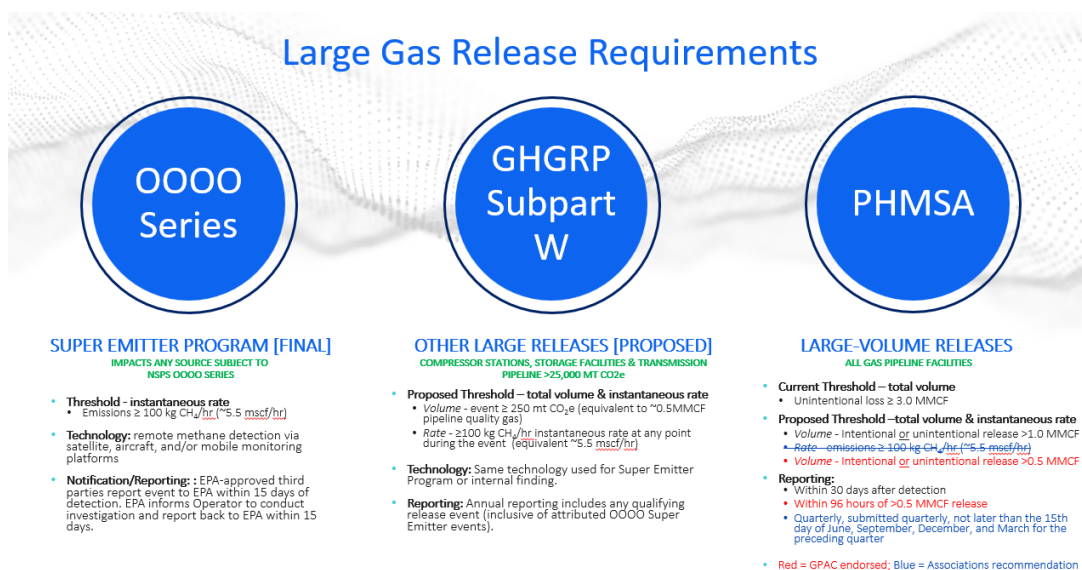 Large Gas Release Requirements
OOOO
Series
GHGRP
Subpart
W
PHMSA
SUPER EMITTER PROGRAM [FINAL]
IMPACTS ANY SOURCE SUBJECT TO
NSPS OOOO SERIES
• Threshold - instantaneous rate
• Emissions ≥ 100 kg CH₄/hr (~5.5 mscf/hr)
• Technology: remote methane detection via
satellite, aircraft, and/or mobile monitoring
platforms
• Notification/Reporting: : EPA-approved third
parties report event to EPA within 15 days of
detection. EPA informs Operator to conduct
investigation and report back to EPA within 15
days.
OTHER LARGE RELEASES [PROPOSED]
COMPRESSOR STATIONS, STORAGE FACILITIES & TRANSMISSION
PIPELINE >25,000 MT CO2e
• Proposed Threshold – total volume & instantaneous rate
• Volume - event ≥ 250 mt CO₂e (equivalent to ~0.5MMCF
pipeline quality gas)
• Rate - ≥100 kg CH₄/hr instantaneous rate at any point
during the event (equivalent ~5.5 mscf/hr)
• Technology: Same technology used for Super Emitter
Program or internal finding.
• Reporting: Annual reporting includes any qualifying
release event (inclusive of attributed OOOO Super
Emitter events).
LARGE-VOLUME RELEASES
ALL GAS PIPELINE FACILITIES
• Current Threshold – total volume
• Unintentional loss ≥ 3.0 MMCF
• Proposed Threshold –total volume & instantaneous rate
• Volume - Intentional or unintentional release >1.0 MMCF
• Rate - emissions ≥ 100 kg CH₄/hr (~5.5 mscf/hr)
• Volume - Intentional or unintentional release >0.5 MMCF
• Reporting:
• Within 30 days after detection
• Within 96 hours of >0.5 MMCF release
• Quarterly, submitted quarterly, not later than the 15th
day of June, September, December, and March for the
preceding quarter
• Red = GPAC endorsed; Blue = Associations recommendation